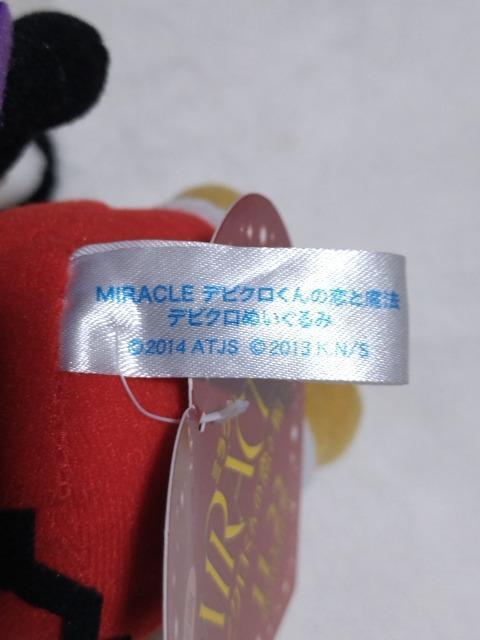 MIRACLE デビクロくんの恋と魔法
デビクロぬいぐるみ
©2014 ATJS ©2013 K.N/S